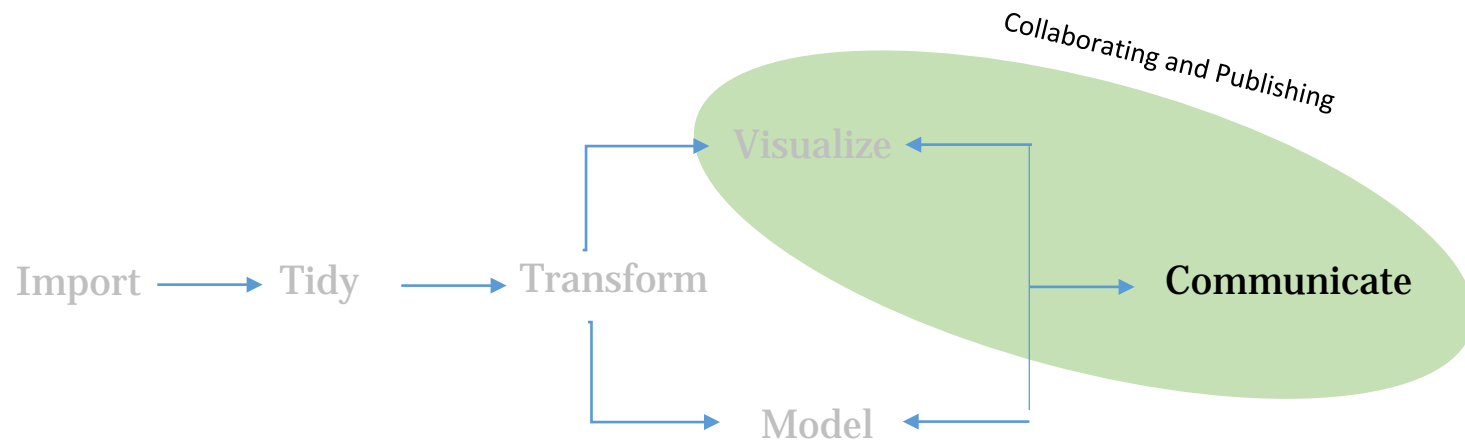 Collaborating and Publishing
Visualize
Import
Tidy
Transform
Communicate
Model